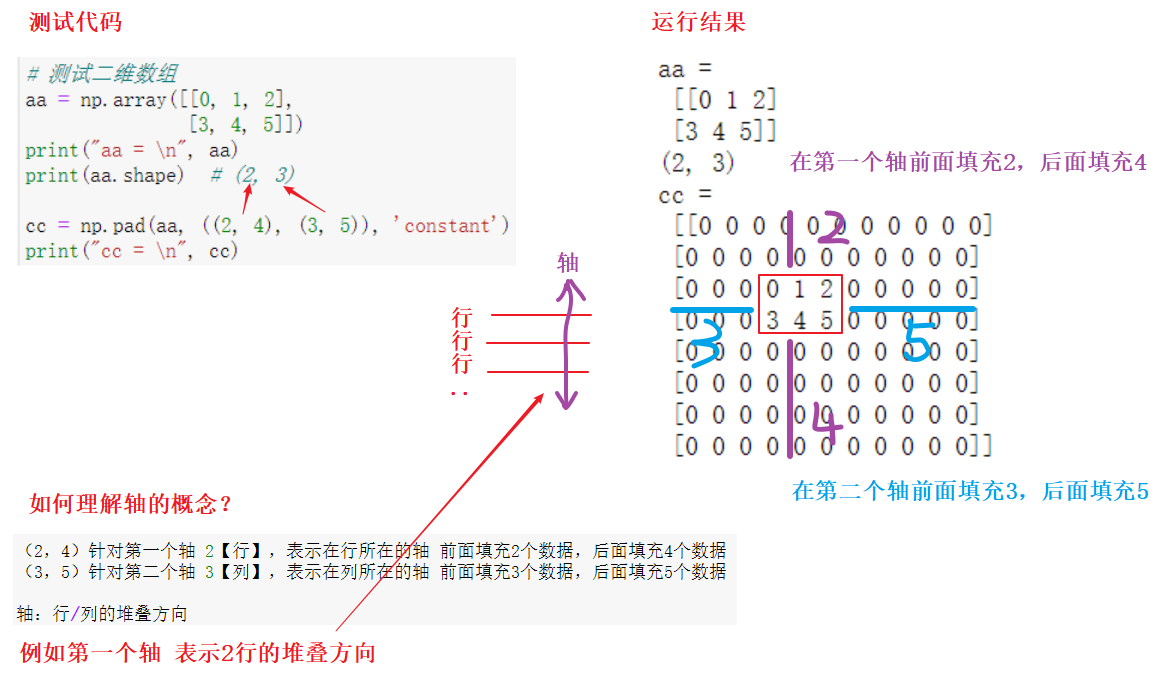 测试代码
# 测试二维数组
aa = np.array([[0, 1, 2],
[3, 4, 5]])
print("aa = \n", aa)
print(aa.shape)  # (2, 3)
cc = np.pad(aa, ((2, 4), (3, 5)), 'constant')
print("cc = \n", cc)
轴
行
行
行
..
运行结果
aa =
[[0 1 2]
[3 4 5]]
(2, 3)
在第一个轴前面填充2，后面填充4
cc =
[[0 0 0 0 0 0 0 0 0 0 0]
[0 0 0 0 0 0 0 0 0 0 0]
[0 0 0 0 1 2 0 0 0 0 0]
[0 0 0 3 4 5 0 0 0 0 0]
[0 0 0 0 0 0 0 0 0 0 0]
[0 0 0 0 0 0 0 0 0 0 0]
[0 0 0 0 0 0 0 0 0 0 0]
[0 0 0 0 0 0 0 0 0 0 0]]
2
3
5
4
在第二个轴前面填充3，后面填充5
如何理解轴的概念？
（2，4）针对第一个轴 2【行】，表示在行所在的轴 前面填充2个数据，后面填充4个数据
（3，5）针对第二个轴 3【列】，表示在列所在的轴 前面填充3个数据，后面填充5个数据
轴：行/列的堆叠方向
例如第一个轴 表示2行的堆叠方向